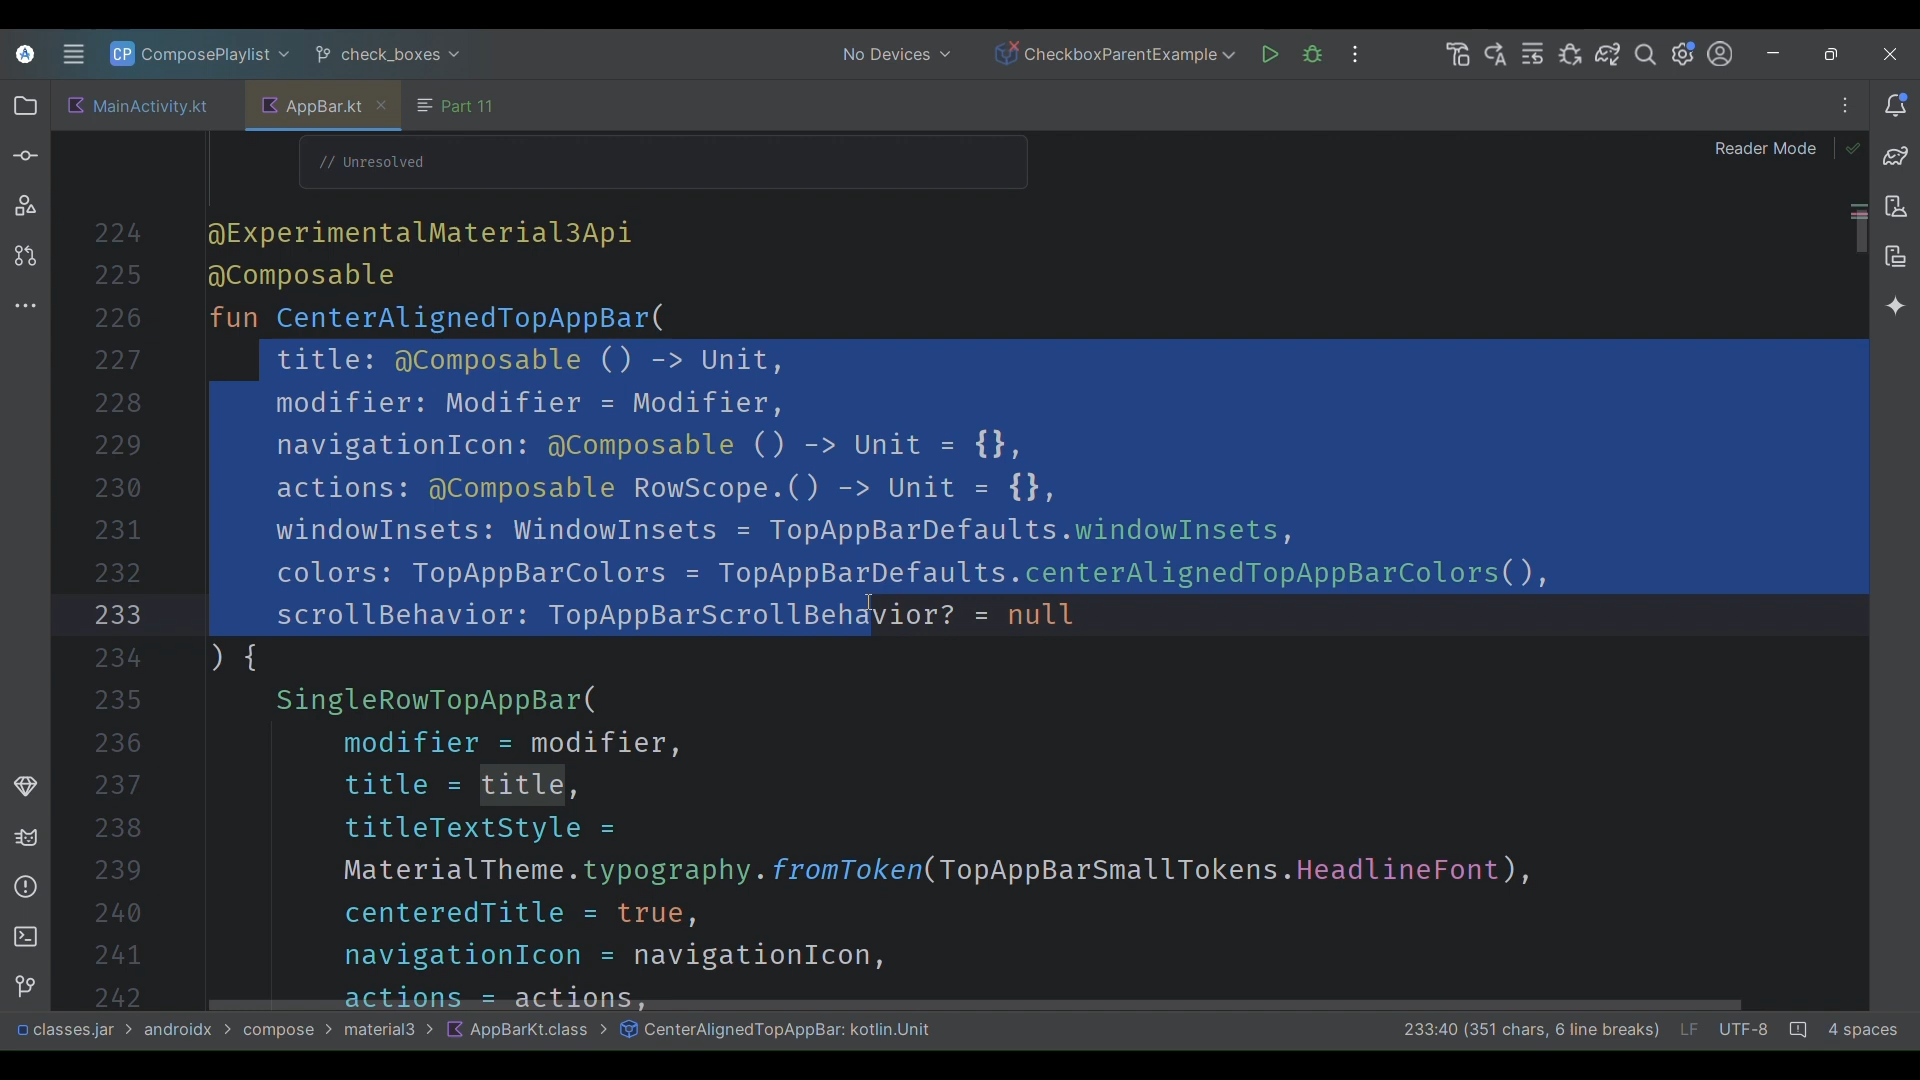 CP ComposePlaylist check_boxes No Devices CheckboxParentExample
MainActivity.kt AppBar.kt Part 11
// Unresolved
Reader Mode
224 @ExperimentalMaterial3Api
225 @Composable
226 fun CenterAlignedTopAppBar(
227 title: @Composable () -> Unit,
228 modifier: Modifier = Modifier,
229 navigationIcon: @Composable () -> Unit = {},
230 actions: @Composable RowScope.() -> Unit = {},
231 windowInsets: WindowInsets = TopAppBarDefaults.windowInsets,
232 colors: TopAppBarColors = TopAppBarDefaults.centerAlignedTopAppBarColors(),
233 scrollBehavior: TopAppBarScrollBehavior? = null
234 ) {
235 SingleRowTopAppBar(
236 modifier = modifier,
237 title = title,
238 titleTextStyle =
239 MaterialTheme.typography.fromToken(TopAppBarSmallTokens.HeadlineFont),
240 centeredTitle = true,
241 navigationIcon = navigationIcon,
242 actions = actions,
classes.jar > androidx > compose > material3 > AppBarKt.class > CenterAlignedTopAppBar: kotlin.Unit 233:40 (351 chars, 6 line breaks) LF UTF-8 4 spaces